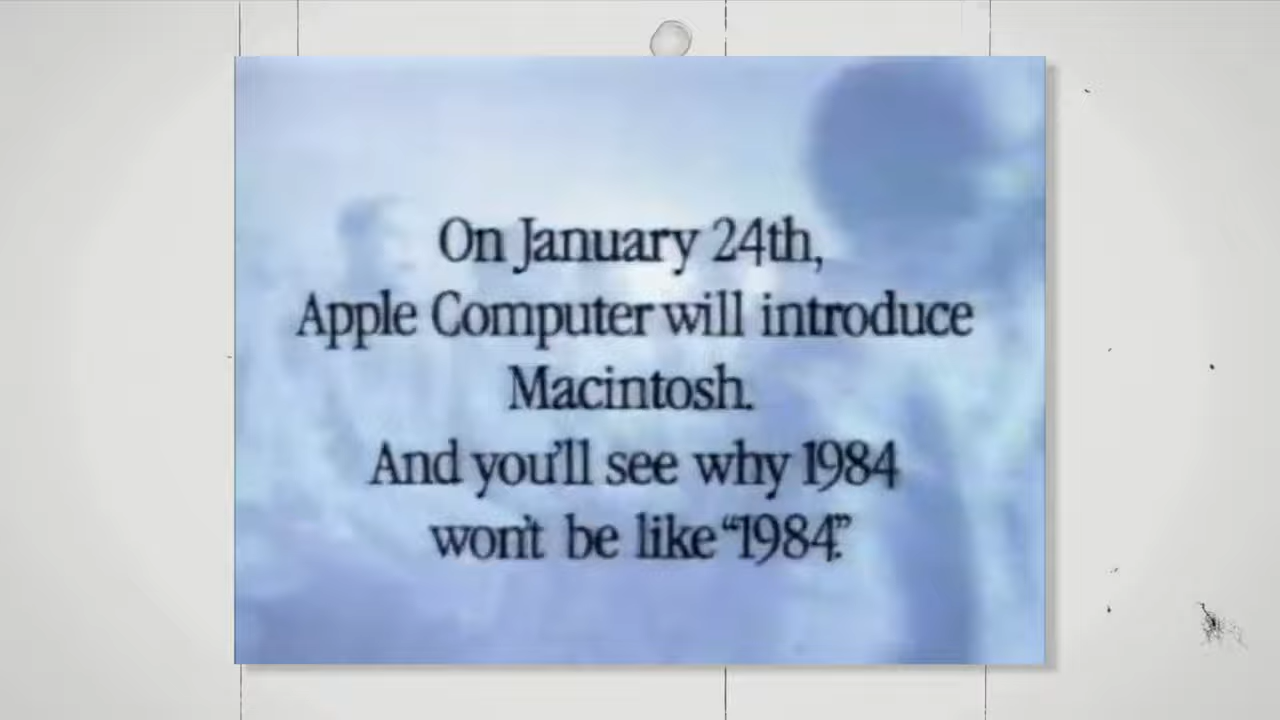 On January 24th,
Apple Computer will introduce
Macintosh.
And you'll see why 1984
won't be like “1984.”